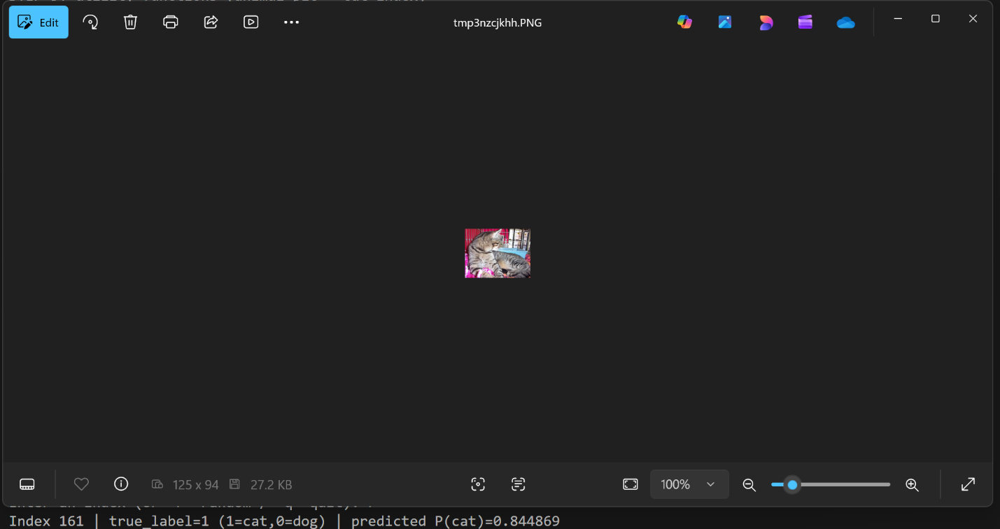 Edit
tmp3nzcjkhh.PNG
125 x 94
27.2 KB
100%
Index 161 | true_label=1 (1=cat,0=dog) | predicted P(cat)=0.844869